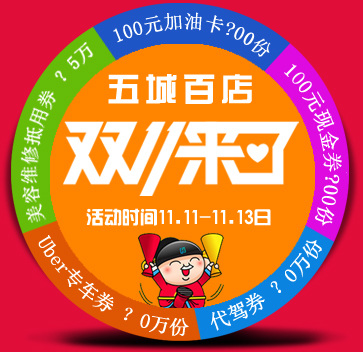 100元加油卡?00份
100元现金券?00份
代驾券 ? 0万份
Uber专车券 ? 0万份
美容维修抵用券 ? 5万
五城百店
双11来了
活动时间11.11-11.13日